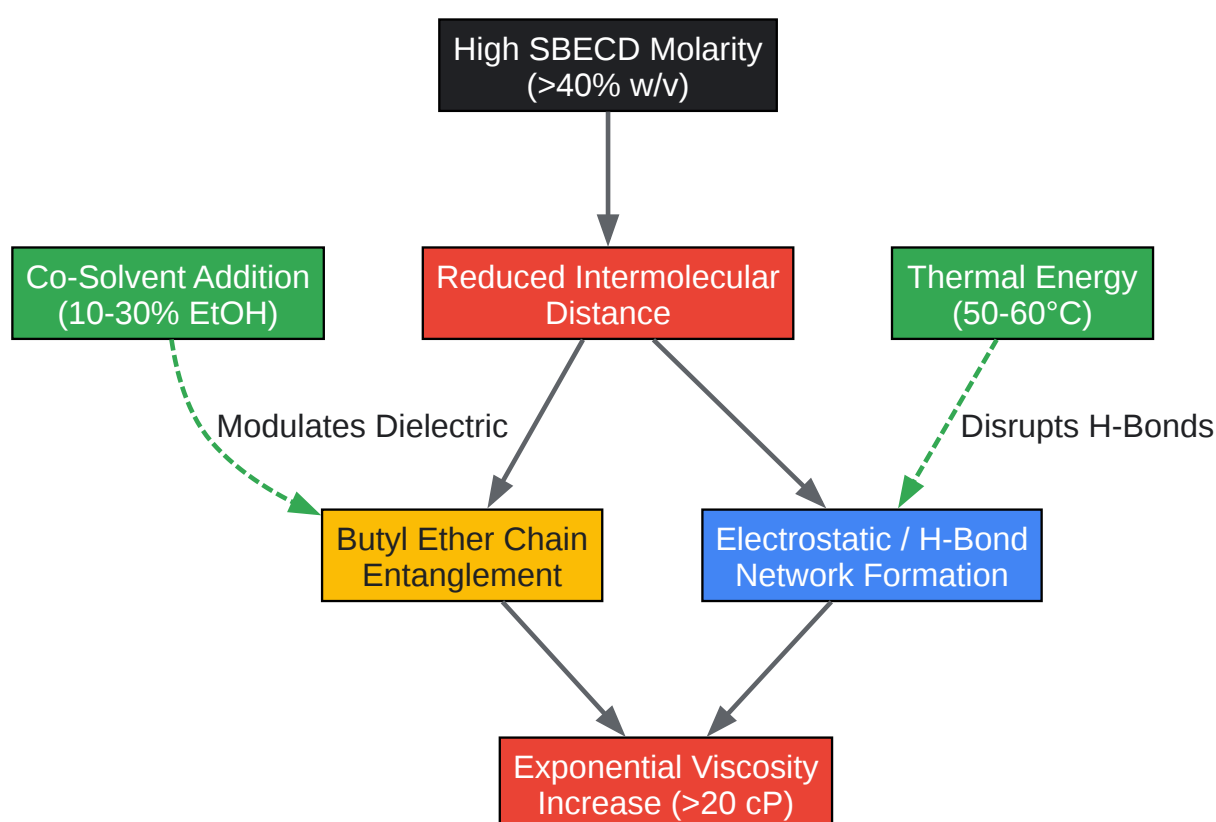 High SBECD Molarity
(>40% w/v)
Co-Solvent Addition
(10-30% EtOH)
Reduced Intermolecular
Distance
Thermal Energy
(50-60°C)
Modulates Dielectric
Disrupts H-Bonds
Butyl Ether Chain
Entanglement
Electrostatic / H-Bond
Network Formation
Exponential Viscosity
Increase (>20 cP)